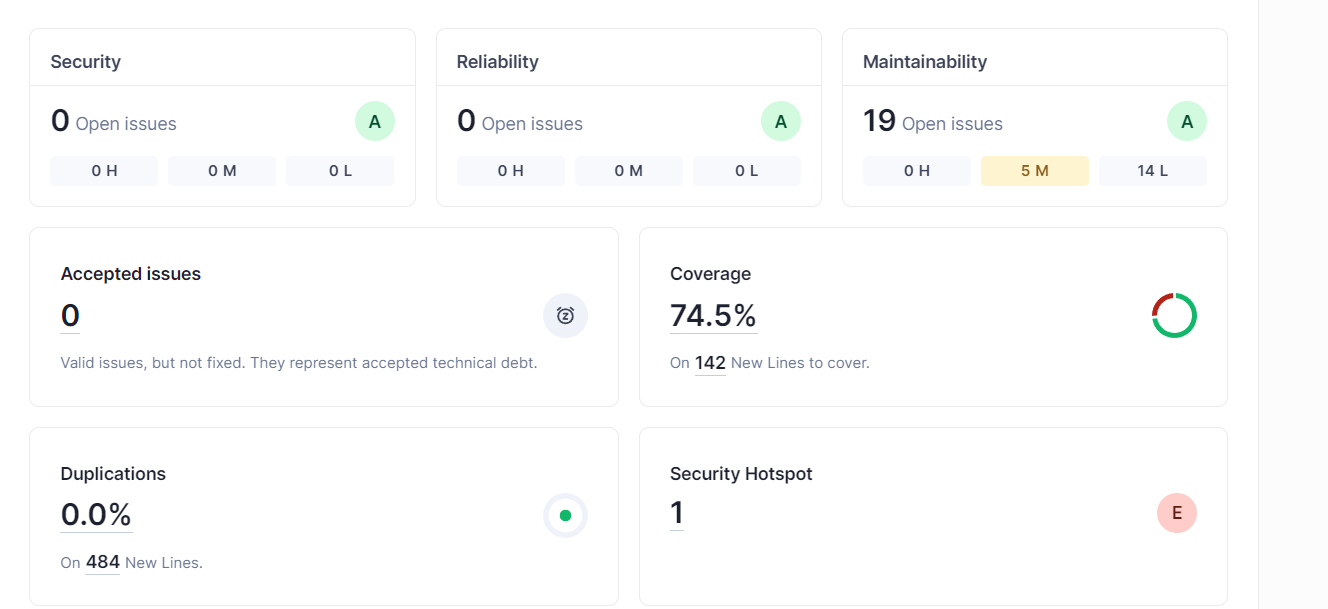 Security
0 Open issues
A
0 H
0 M
0 L
Reliability
0 Open issues
A
0 H
0 M
0 L
Maintainability
19 Open issues
A
0 H
5 M
14 L
Accepted issues
0
z
Valid issues, but not fixed. They represent accepted technical debt.
Coverage
74.5%
On 142 New Lines to cover.
Duplications
0.0%
On 484 New Lines.
Security Hotspot
1
E